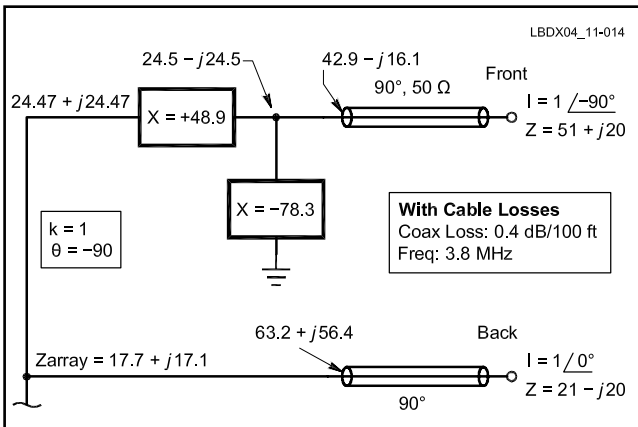 LBDX04_11-014
24.5 – j24.5
42.9 – j16.1
90°, 50 Ω
Front
24.47 + j24.47
X = +48.9
I = 1 /–90°
Z = 51 + j20
X = –78.3
k = 1
θ = –90
With Cable Losses
Coax Loss: 0.4 dB/100 ft
Freq: 3.8 MHz
63.2 + j56.4
Back
Zarray = 17.7 + j17.1
I = 1 /0°
Z = 21 – j20
90°